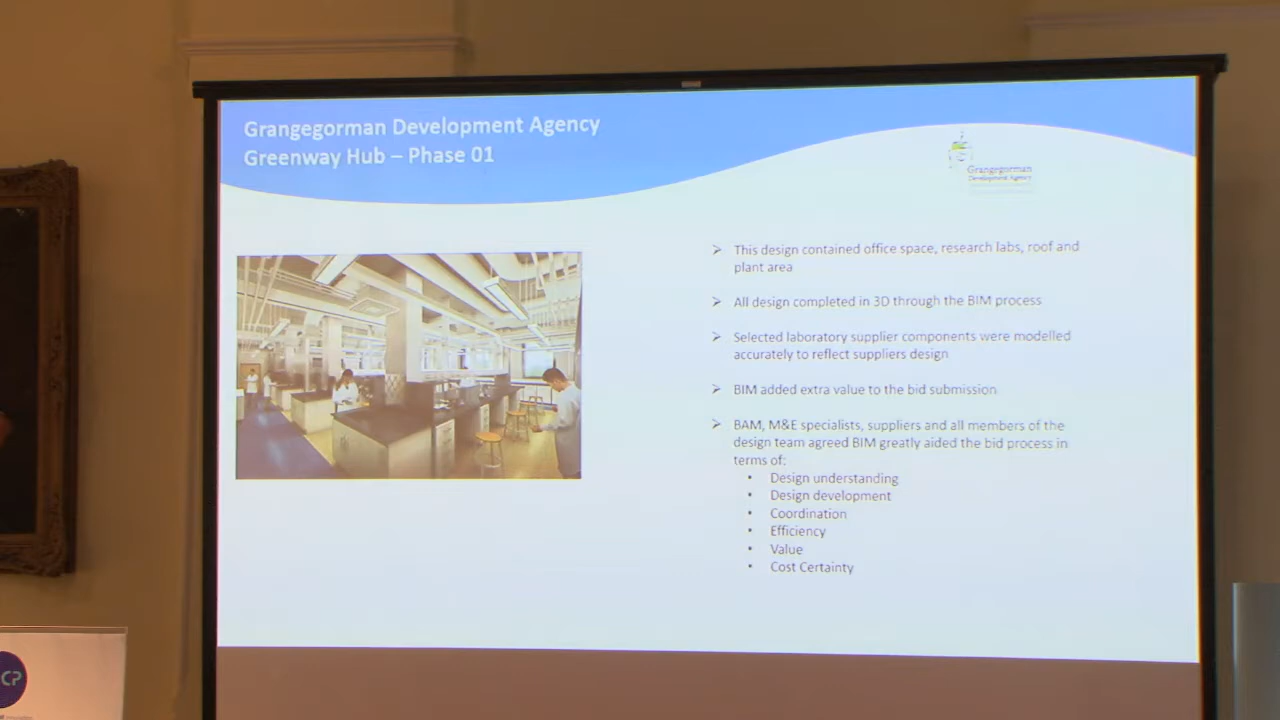 Grangegorman Development Agency
Greenway Hub – Phase 01
Grangegorman
Development Agency
This design contained office space, research labs, roof and
plant area
All design completed in 3D through the BIM process
Selected laboratory supplier components were modelled
accurately to reflect suppliers design
BIM added extra value to the bid submission
BAM, M&E specialists, suppliers and all members of the
design team agreed BIM greatly aided the bid process in
terms of:
Design understanding
Design development
Coordination
Efficiency
Value
Cost Certainty
CP